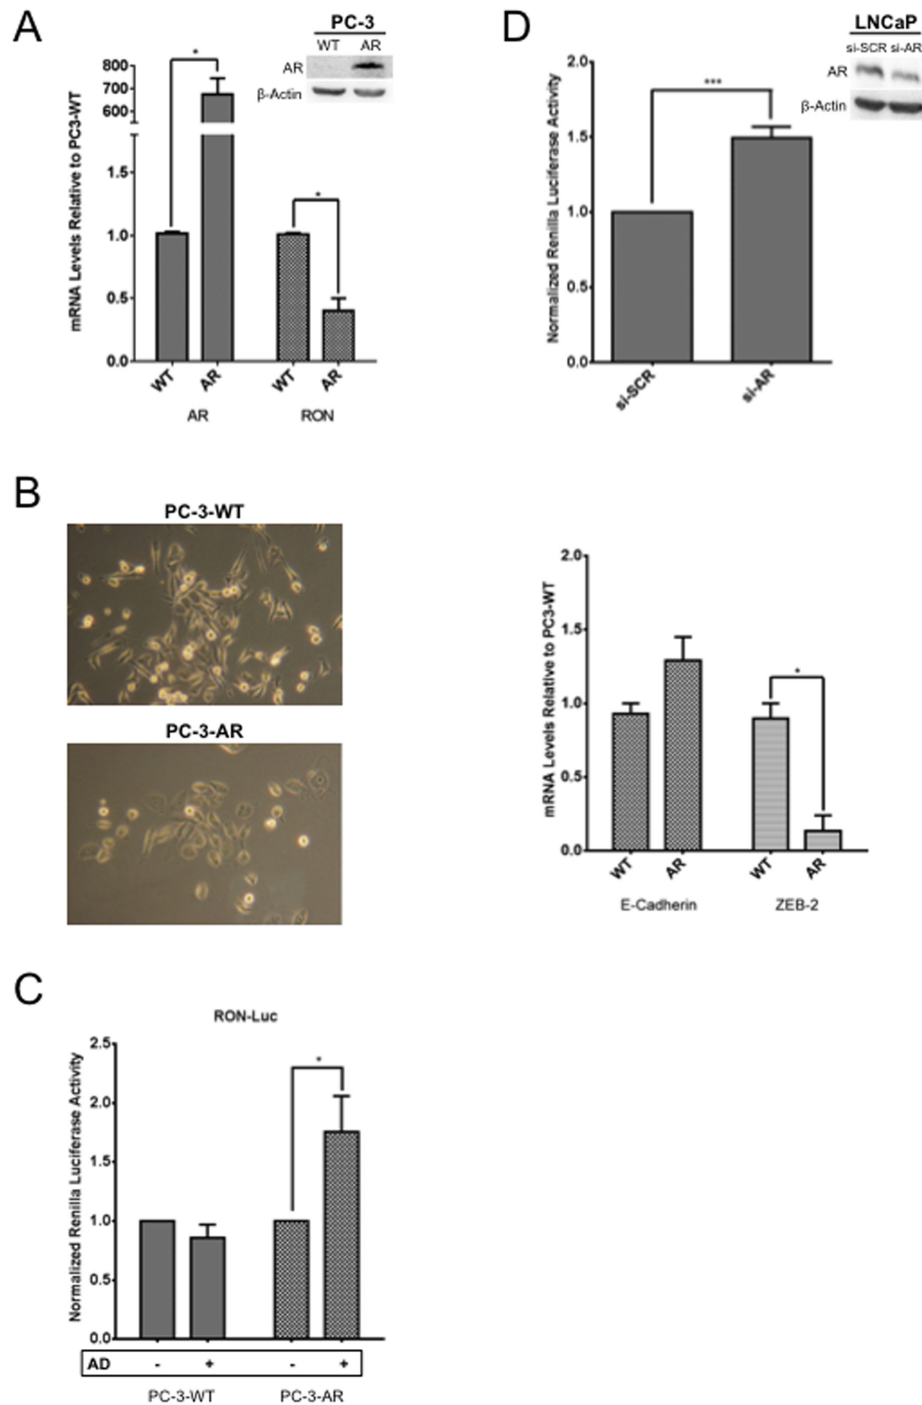 A
PC-3
WT AR
AR
β-Actin
*
*
mRNA Levels Relative to PC3-WT
800
700
600
1.5
1.0
0.5
0.0
WT AR WT AR
AR RON
D
LNCaP
si-SCR si-AR
AR
β-Actin
***
Normalized Renilla Luciferase Activity
2.0
1.5
1.0
0.5
0.0
si-SCR si-AR
B
PC-3-WT
PC-3-AR
mRNA Levels Relative to PC3-WT
2.0
1.5
1.0
0.5
0.0
*
WT AR WT AR
E-Cadherin ZEB-2
C
RON-Luc
Normalized Renilla Luciferase Activity
2.5
2.0
1.5
1.0
0.5
0.0
*
AD - + - +
PC-3-WT PC-3-AR